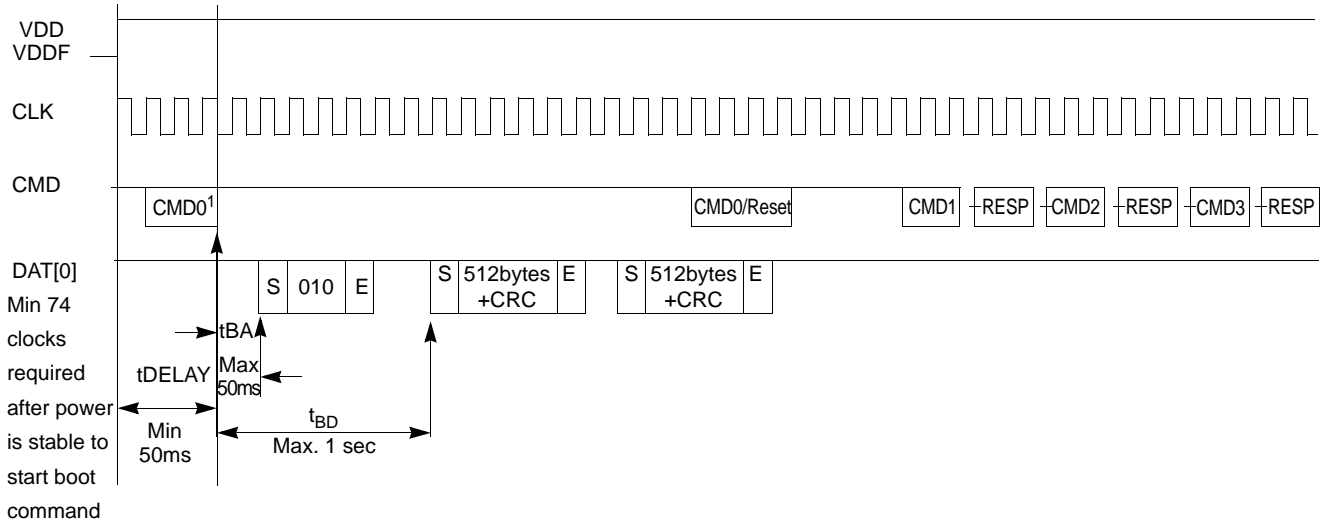 VDD
VDDF
CLK
CMD
CMD0¹
CMD0/Reset
CMD1
RESP
CMD2
RESP
CMD3
RESP
DAT[0]
S
010
E
S
512bytes
+CRC
E
S
512bytes
+CRC
E
Min 74
clocks
required
after power
is stable to
start boot
command
tBA
tDELAY
Max
50ms
Min
50ms
tBD
Max. 1 sec